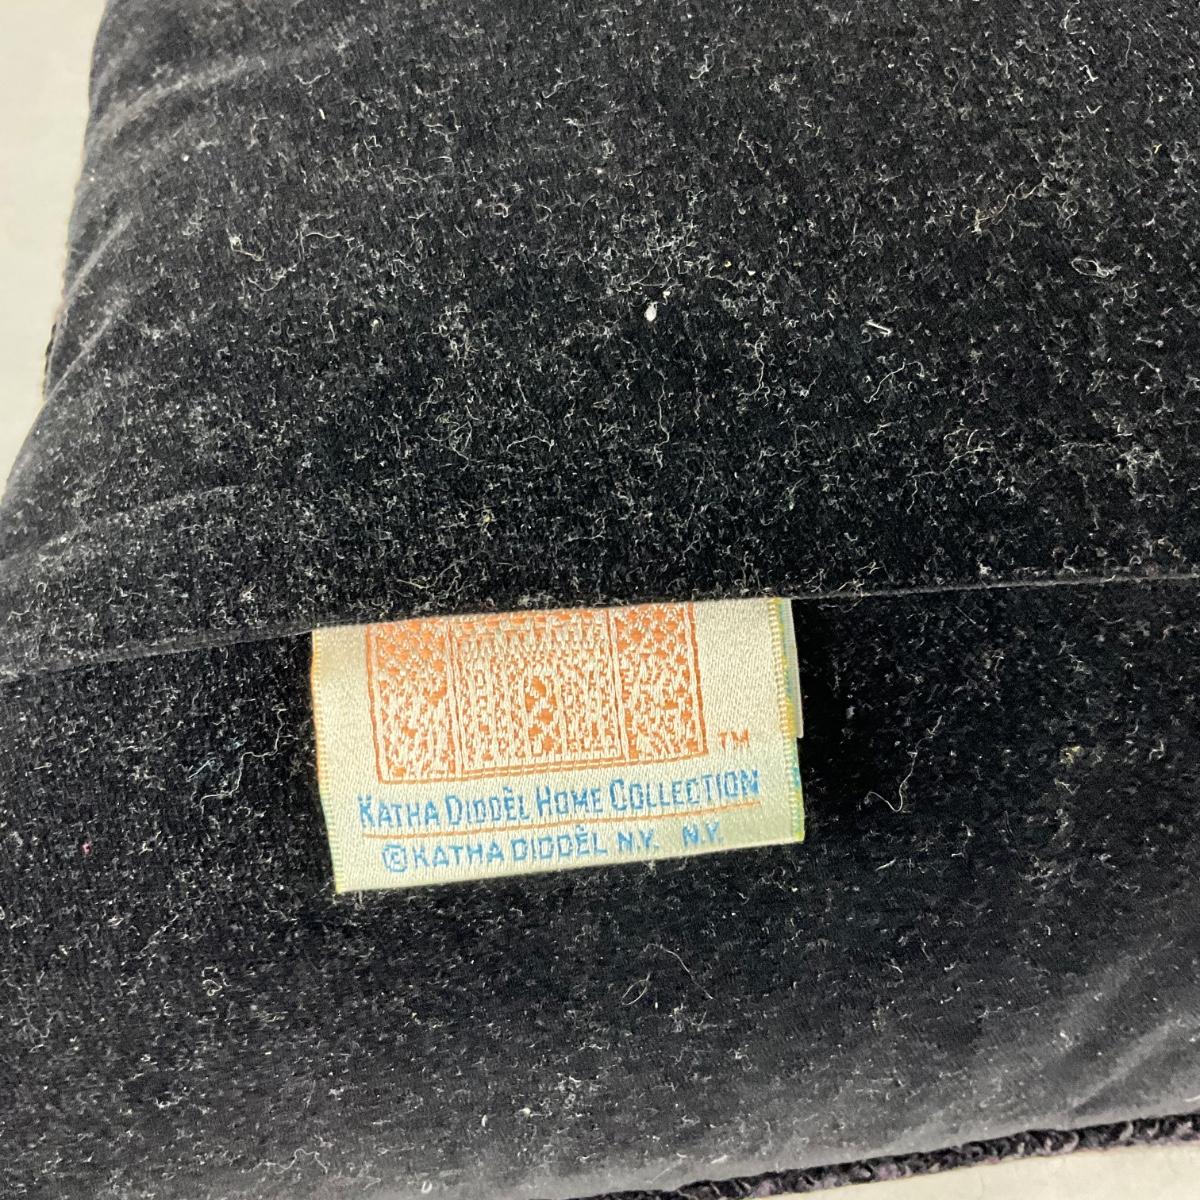 TM
KATHA DIDDÈL HOME COLLECTION
© KATHA DIDDÈL N.Y. N.Y.